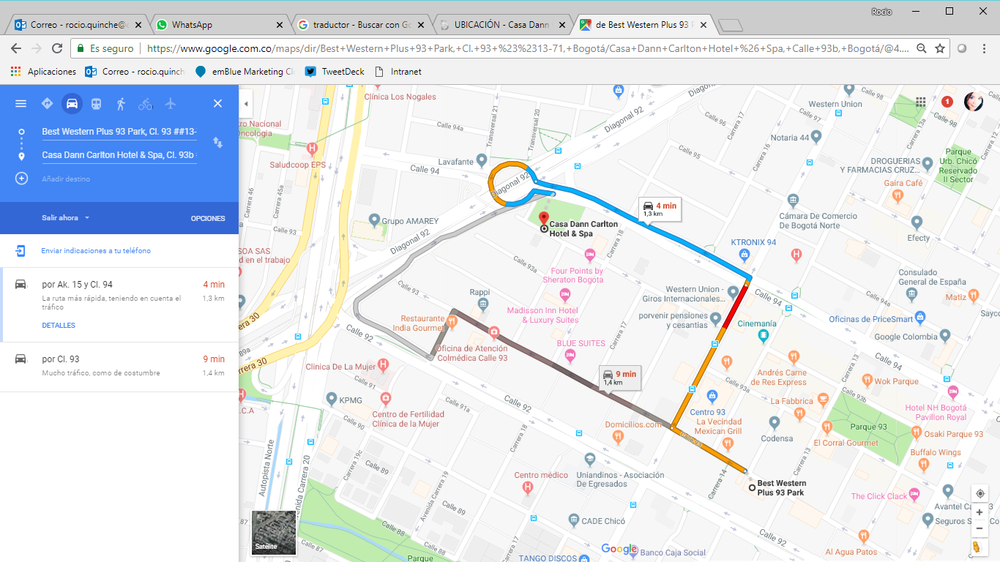 Rocio
Correo - rocio.quinche@
WhatsApp
traductor - Buscar con Go
UBICACIÓN - Casa Dann
de Best Western Plus 93 P
Es seguro
https://www.google.com.co/maps/dir/Best+Western+Plus+93+Park,+Cl.+93+%23%2313-71,+Bogotá/Casa+Dann+Carlton+Hotel+%26+Spa,+Calle+93b,+Bogotá/@4....
Aplicaciones
Correo - rocio.quinch
emBlue Marketing Cl
TweetDeck
Intranet
Best Western Plus 93 Park, Cl. 93 ##13-
Casa Dann Carlton Hotel & Spa, Cl. 93b
Añadir destino
Salir ahora
OPCIONES
Enviar indicaciones a tu teléfono
por Ak. 15 y Cl. 94
4 min
La ruta más rápida, teniendo en cuenta el
tráfico
1,3 km
DETALLES
por Cl. 93
9 min
Mucho tráfico, como de costumbre
1,4 km
Clínica Los Nogales
ro Nacional
Oncologia
Saludcoop EPS
Carrera 46
Carrera 45a
Calle 95
Calle 94a
Transversal 21
Transversal 20
Diagonal 92
Lavafante
Calle 94
Diagonal 92
Western Union
Calle 95
Notaria 44
Carrera 17
Carrera 16
1
DROGUERIAS
Y FARMACIAS CRUZ...
Parque
Urb. Chicó
Reservado
II Sector
Gaira Café
4 min
1,3 km
Cámara De Comercio
De Bogotá Norte
Efecty
Grupo AMAREY
Calle 93
Diagonal 92
Casa Dann Carlton
Hotel & Spa
Carrera 18
KTRONIX 94
SOA SAS
d en el trabajo
Four Points by
Sheraton Bogota
Calle 93a
Calle 93
Rappi
Western Union -
Giros Internacionales...
Calle 94
Consulado
General de España
Matiz
Madisson Inn Hotel
& Luxury Suites
porvenir pensiones
y cesantias
Restaurante
India Gourmet
Carrera 17
Cinemanía
Oficinas de PriceSmart
Sayco
Google Colombia
Carrera 30
Calle 92
BLUE SUITES
Oficina de Atención
Colmédica Calle 93
Carrera 30
Clinica De La Mujer
9 min
1,4 km
Andrés Carne
de Res Express
Wok Parque
Calle 94
Calle 91
Calle 93a
Calle 93b
La Fabbrica
Hotel NH Bogotá
Pavillon Royal
KPMG
Calle 92
Centro 93
C.A
Calle 91a
Centro de Fertilidad
Clínica de la Mujer
Calle 90
Domicilios.com
Calle 93
La Vecindad
Mexican Grill
Codensa
Parque 93
El Corral Gourmet
Osaki Parque 93
Buffalo Wings
Carrera 18
Carrera 19c
Carrera 19
Calle 89
Autopista Norte
Avenida Carrera 20
Uniandinos - Asociación
De Egresados
Calle 92
Carrera 14
Centro médico
Best Western
Plus 93 Park
Carrera 13
The Click Clack
Avantel Ca
Seguros S
CADE Chicó
Calle 88
Calle 87
Satélite
Google
Banco Caja Social
Al Agua Patos
TANGO DISCOS